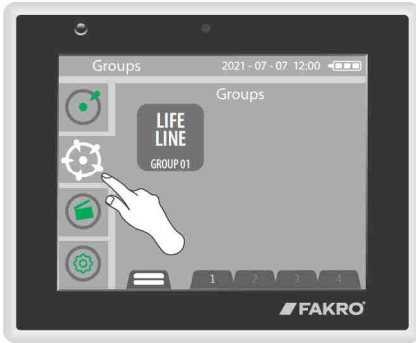 Groups 2021 - 07 - 07 12:00
Groups
LIFE
LINE
GROUP 01
1 2 3 4
FAKRO